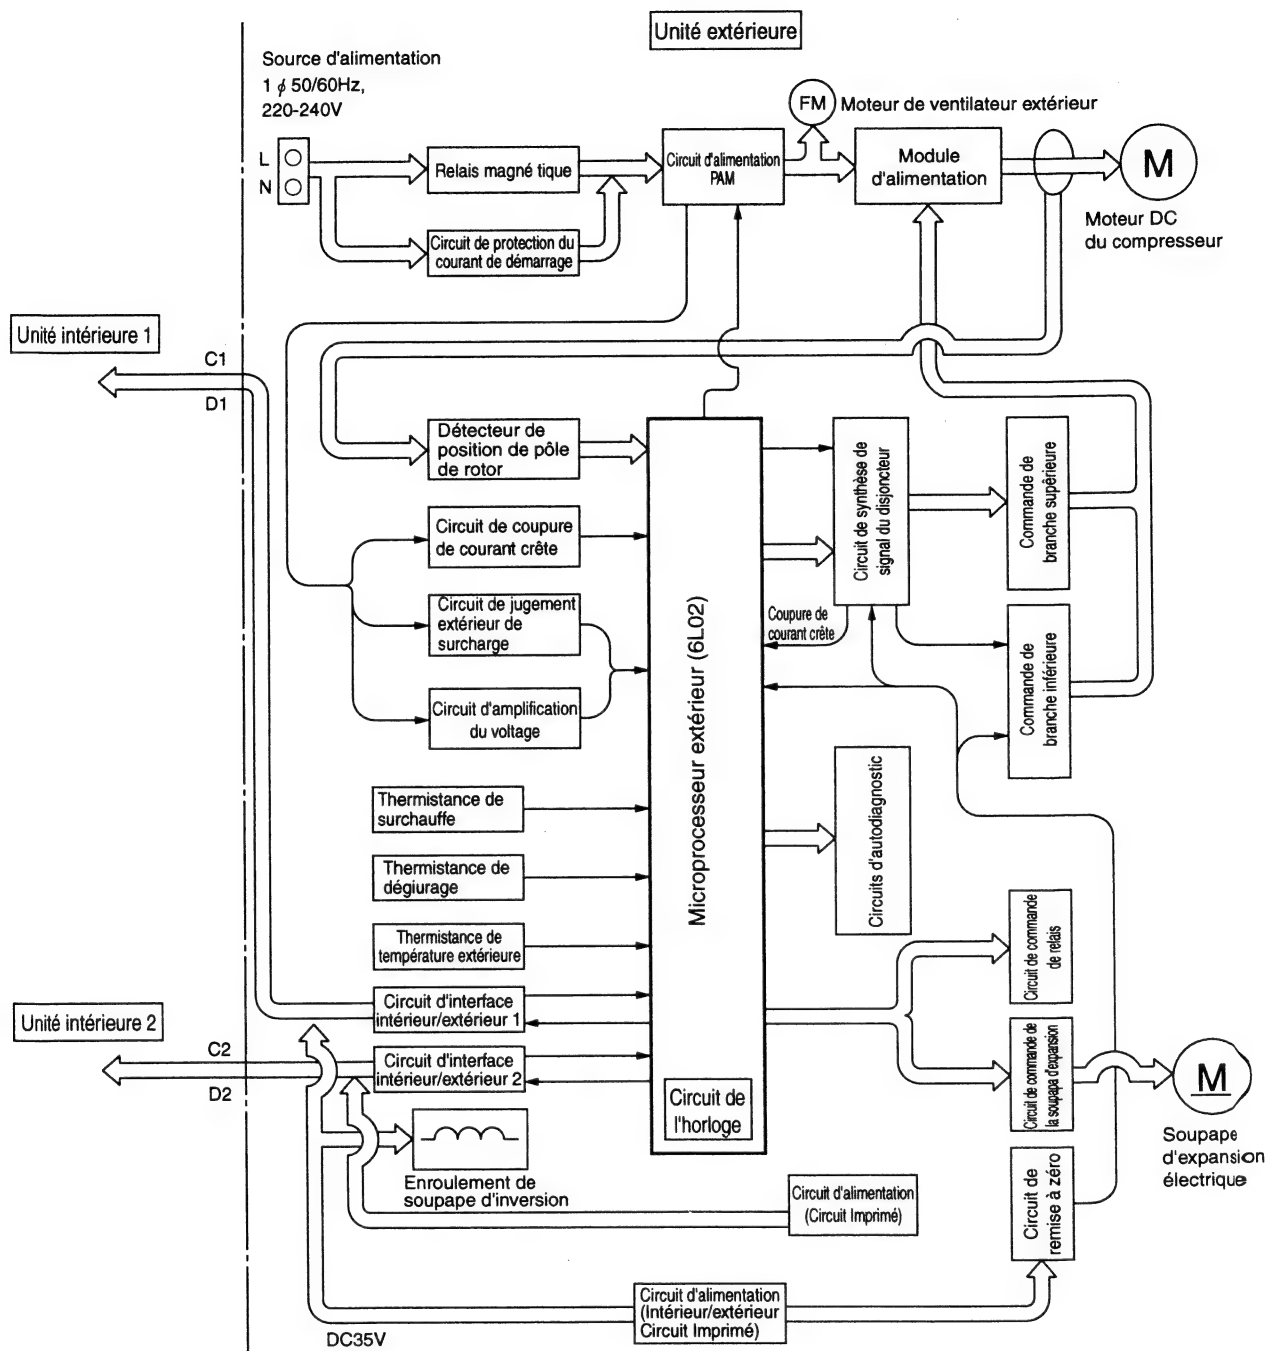 Unité extérieure
Source d'alimentation
1 ϕ 50/60Hz,
220-240V
L
N
Relais magné tique
Circuit de protection du
courant de démarrage
Circuit d'alimentation
PAM
FM
Moteur de ventilateur extérieur
Module
d'alimentation
M
Moteur DC
du compresseur
Unité intérieure 1
C1
D1
Détecteur de
position de pôle
de rotor
Circuit de coupure
de courant crête
Circuit de jugement
extérieur de
surcharge
Circuit d'amplification
du voltage
Thermistance de
surchauffe
Thermistance de
dégiurage
Thermistance de
température extérieure
Circuit d'interface
intérieur/extérieur 1
Circuit d'interface
intérieur/extérieur 2
Unité intérieure 2
C2
D2
Microprocesseur extérieur (6L02)
Circuit de
l'horloge
Circuit de synthèse de
signal du disjoncteur
Coupure de
courant crête
Commande de
branche supèrieure
Commande de
branche inférieure
Circuits d'autodiagnostic
Circuit de commande
de relais
Circuit de commande de
la soupapa d'expansion
M
Soupape
d'expansion
électrique
Enroulement de
soupape d'inversion
Circuit d'alimentation
(Circuit Imprimé)
Circuit de
remise à zéro
Circuit d'alimentation
(Intérieur/extérieur
Circuit Imprimé)
DC35V